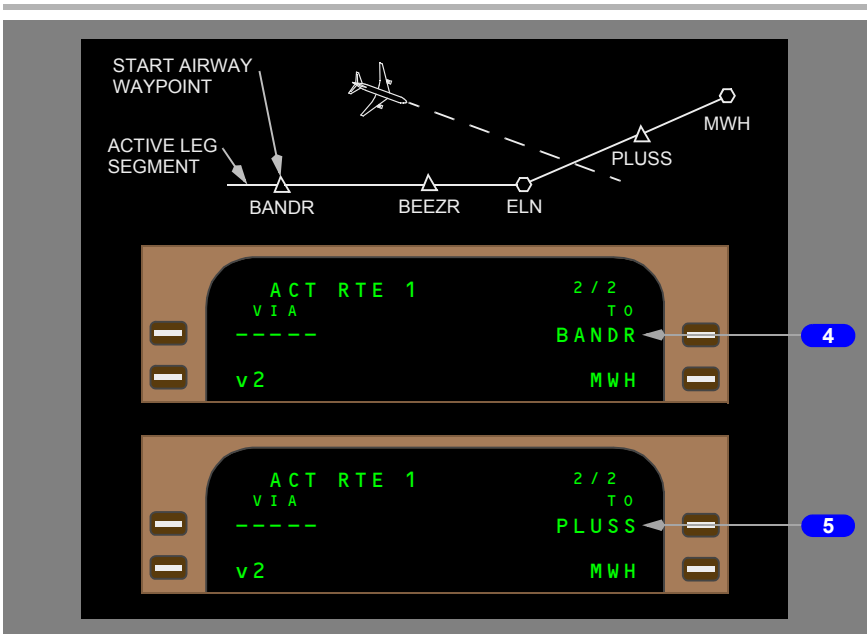 START AIRWAY
WAYPOINT
ACTIVE LEG
SEGMENT
MWH
PLUSS
BANDR
BEEZR
ELN
ACT RTE 1 2/2
VIA TO
----- BANDR
4
v2 MWH
ACT RTE 1 2/2
VIA TO
----- PLUSS
5
v2 MWH